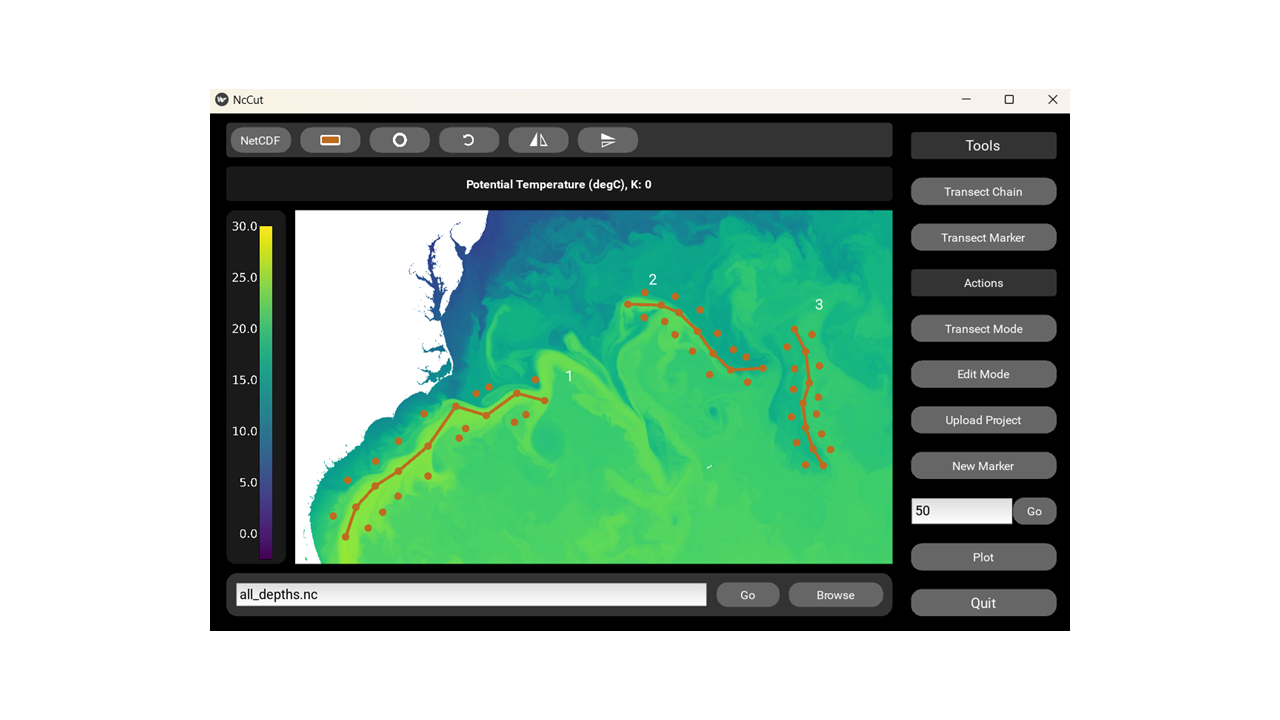 NcCut
NetCDF
Potential Temperature (degC), K: 0
30.0
25.0
20.0
15.0
10.0
5.0
0.0
1
2
3
all_depths.nc
Go
Browse
Tools
Transect Chain
Transect Marker
Actions
Transect Mode
Edit Mode
Upload Project
New Marker
50
Go
Plot
Quit